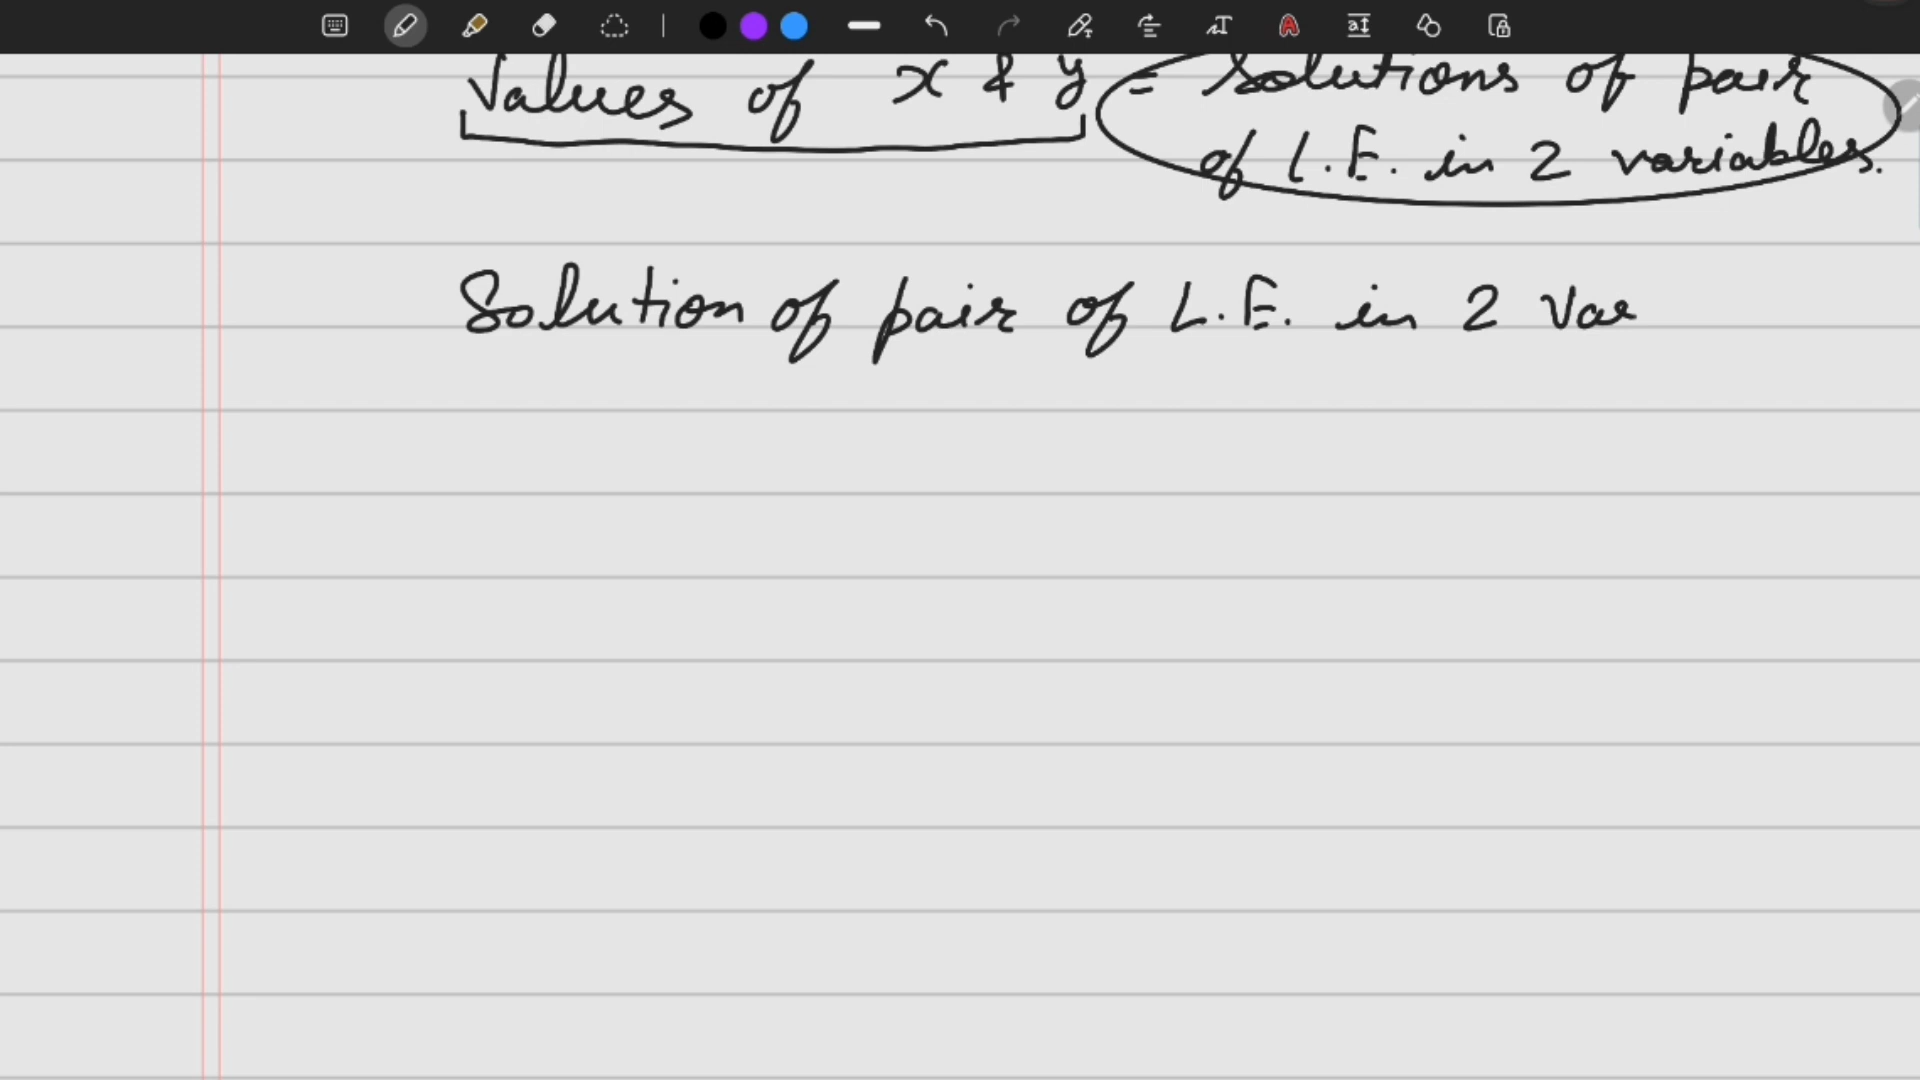 Values of x & y = Solutions of pair
of L.E. in 2 variables.
Solution of pair of L.E. in 2 Var